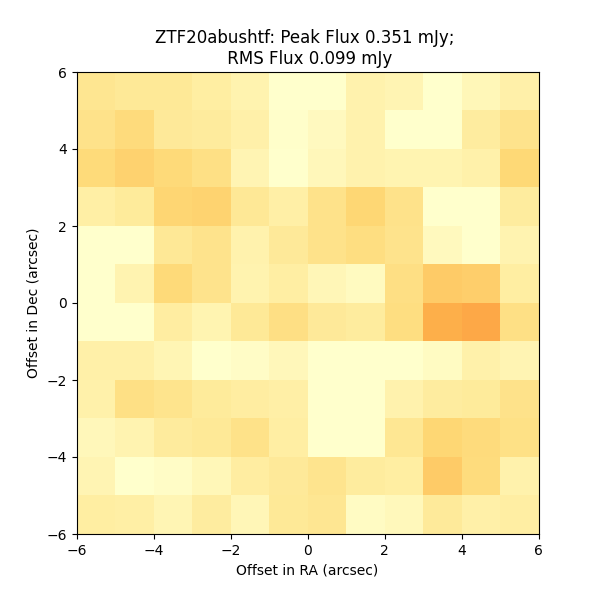 ZTF20abushtf: Peak Flux 0.351 mJy;
RMS Flux 0.099 mJy
6
4
2
0
−2
−4
−6
Offset in Dec (arcsec)
−6 −4 −2 0 2 4 6
Offset in RA (arcsec)